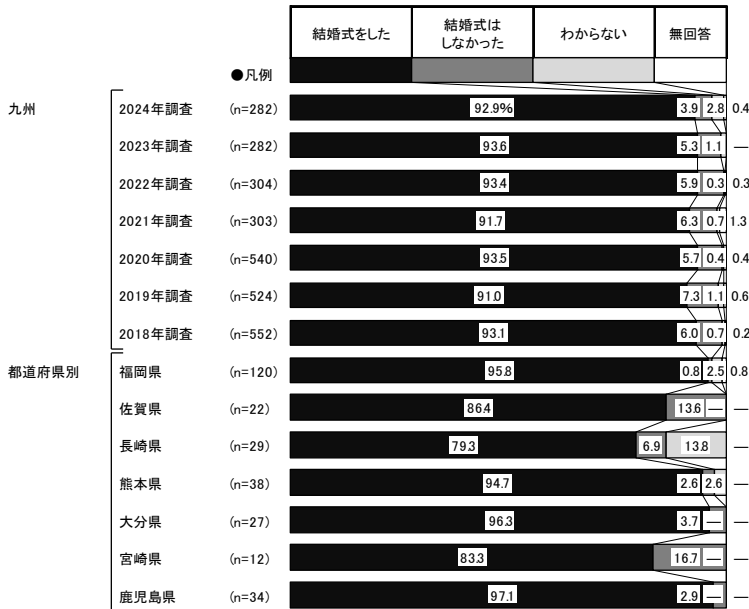 結婚式をした 結婚式は わからない 無回答
しなかった
●凡例
九州 2024年調査 (n=282) 92.9% 3.9 2.8 0.4
2023年調査 (n=282) 93.6 5.3 1.1 —
2022年調査 (n=304) 93.4 5.9 0.3 0.3
2021年調査 (n=303) 91.7 6.3 0.7 1.3
2020年調査 (n=540) 93.5 5.7 0.4 0.4
2019年調査 (n=524) 91.0 7.3 1.1 0.6
2018年調査 (n=552) 93.1 6.0 0.7 0.2
都道府県別 福岡県 (n=120) 95.8 0.8 2.5 0.8
佐賀県 (n=22) 86.4 13.6 — —
長崎県 (n=29) 79.3 6.9 13.8 —
熊本県 (n=38) 94.7 2.6 2.6 —
大分県 (n=27) 96.3 3.7 — —
宮崎県 (n=12) 83.3 16.7 — —
鹿児島県 (n=34) 97.1 2.9 — —